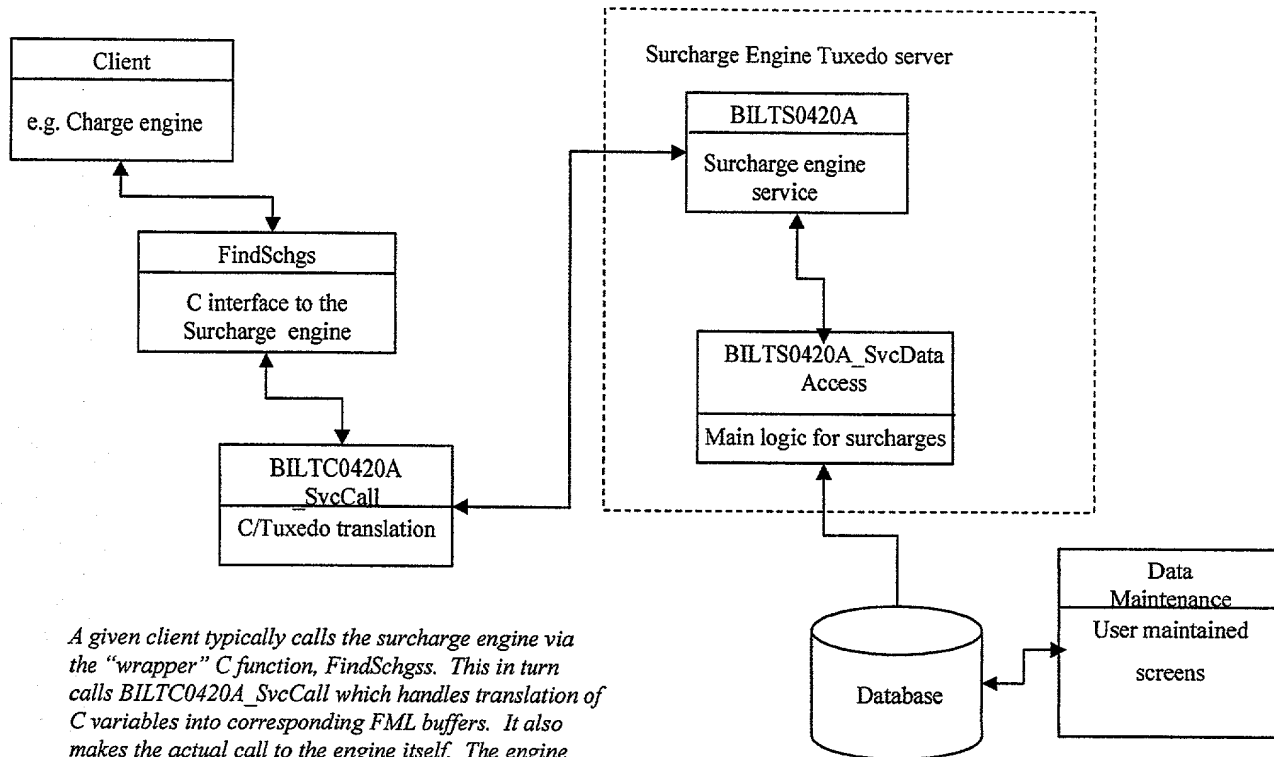 Client
e.g. Charge engine
FindSchgs
C interface to the
Surcharge engine
BILTC0420A
_SvcCall
C/Tuxedo translation
Surcharge Engine Tuxedo server
BILTS0420A
Surcharge engine
service
BILTS0420A_SvcData
Access
Main logic for surcharges
Database
Data
Maintenance
User maintained
screens
A given client typically calls the surcharge engine via
the “wrapper” C function, FindSchgss. This in turn
calls BILTC0420A_SvcCall which handles translation of
C variables into corresponding FML buffers. It also
makes the actual call to the engine itself. The engine